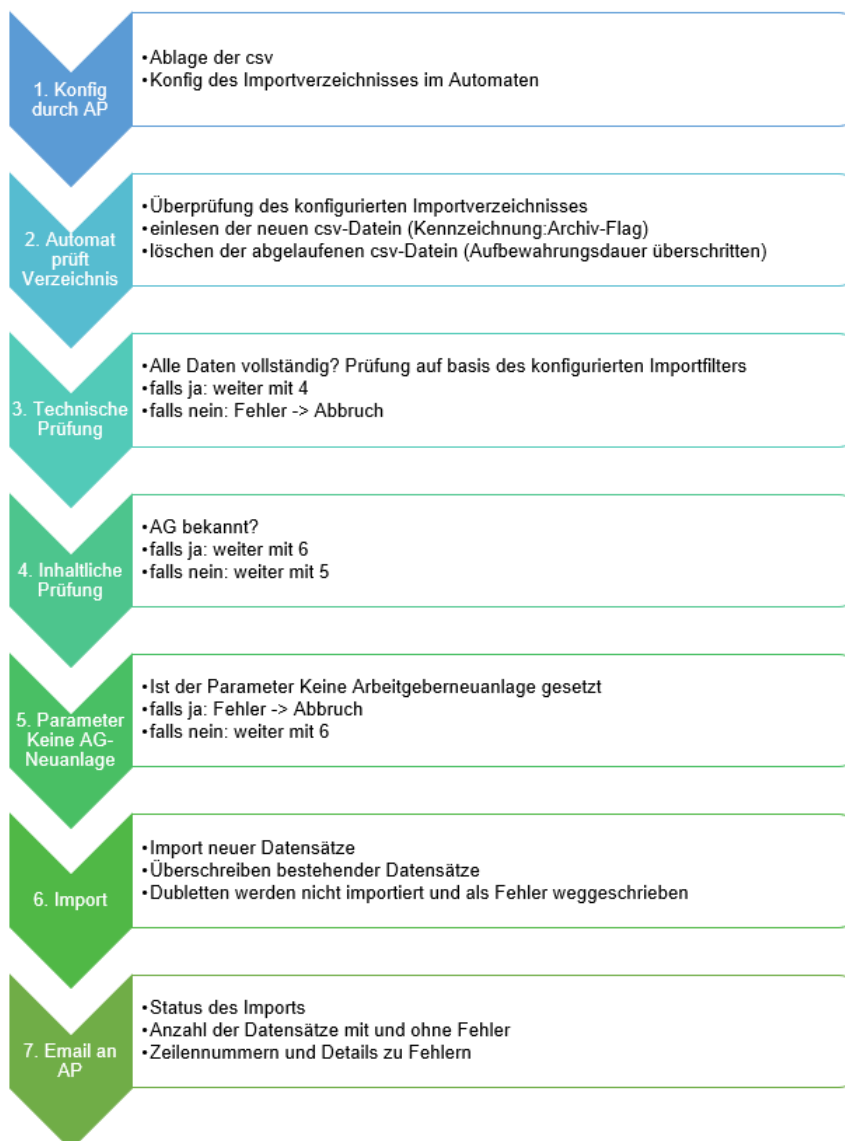 1. Konfig
durch AP
•Ablage der csv
•Konfig des Importverzeichnisses im Automaten
2. Automat
prüft
Verzeichnis
•Überprüfung des konfigurierten Importverzeichnisses
•einlesen der neuen csv-Datein (Kennzeichnung:Archiv-Flag)
•löschen der abgelaufenen csv-Datein (Aufbewahrungsdauer überschritten)
3. Technische
Prüfung
•Alle Daten vollständig? Prüfung auf basis des konfigurierten Importfilters
•falls ja: weiter mit 4
•falls nein: Fehler -> Abbruch
4. Inhaltliche
Prüfung
•AG bekannt?
•falls ja: weiter mit 6
•falls nein: weiter mit 5
5. Parameter
Keine AG-
Neuanlage
•Ist der Parameter Keine Arbeitgeberneuanlage gesetzt
•falls ja: Fehler -> Abbruch
•falls nein: weiter mit 6
6. Import
•Import neuer Datensätze
•Überschreiben bestehender Datensätze
•Dubletten werden nicht importiert und als Fehler weggeschrieben
7. Email an
AP
•Status des Imports
•Anzahl der Datensätze mit und ohne Fehler
•Zeilennummern und Details zu Fehlern